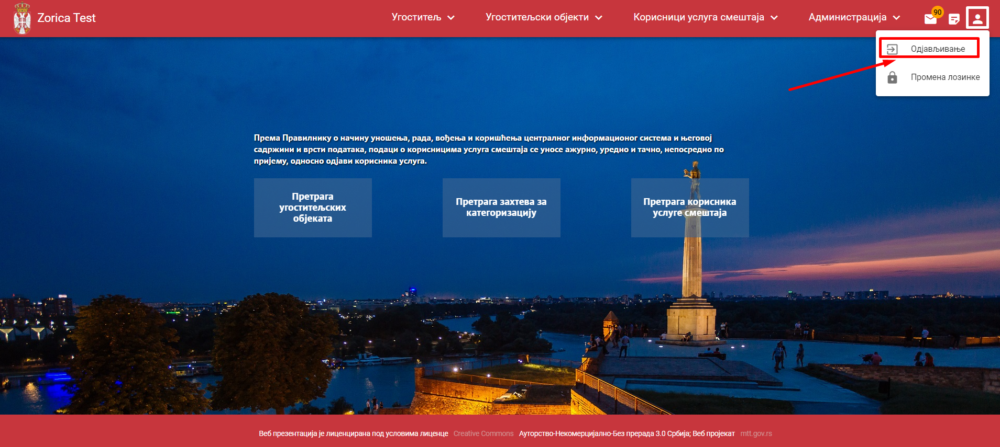 Zorica Test
Угоститељ
Угоститељски објекти
Корисници услуга смештаја
Администрација
90
Одјављивање
Промена лозинке
Према Правилнику о начину уношења, рада, вођења и коришћења централног информационог система и његовој
садржини и врсти података, подаци о корисницима услуга смештаја се уносе ажурно, уредно и тачно, непосредно по
пријему, односно одјави корисника услуга.
Претрага
угоститељских
објеката
Претрага захтева за
категоризацију
Претрага корисника
услуге смештаја
Веб презентација је лиценцирана под условима лиценце Creative Commons Ауторство-Некомерцијално-Без прерада 3.0 Србија; Веб пројекат mtt.gov.rs